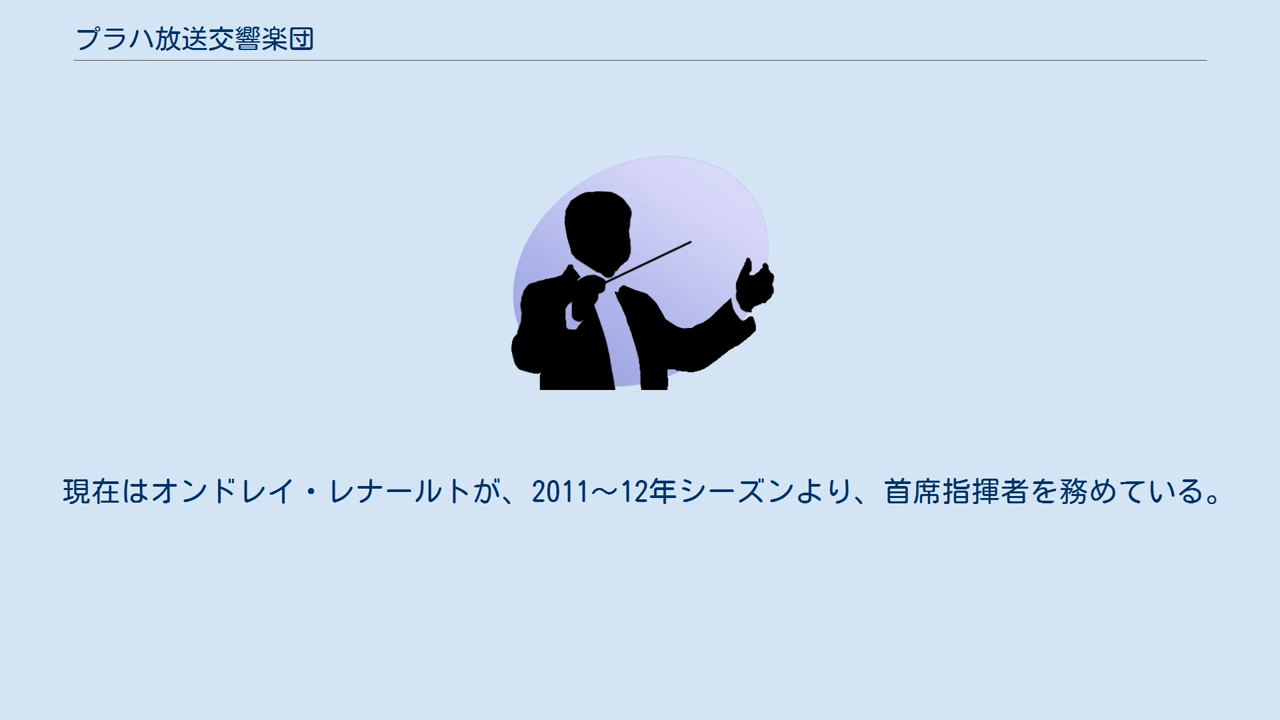 プラハ放送交響楽団
現在はオンドレイ・レナールトが、2011～12年シーズンより、首席指揮者を務めている。